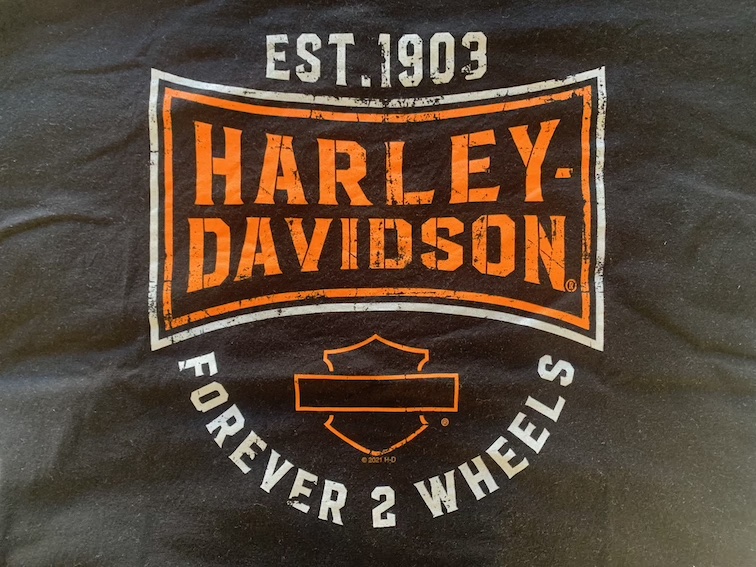 EST.1903
HARLEY-
DAVIDSON®
®
© 2021 H-D
FOREVER 2 WHEELS